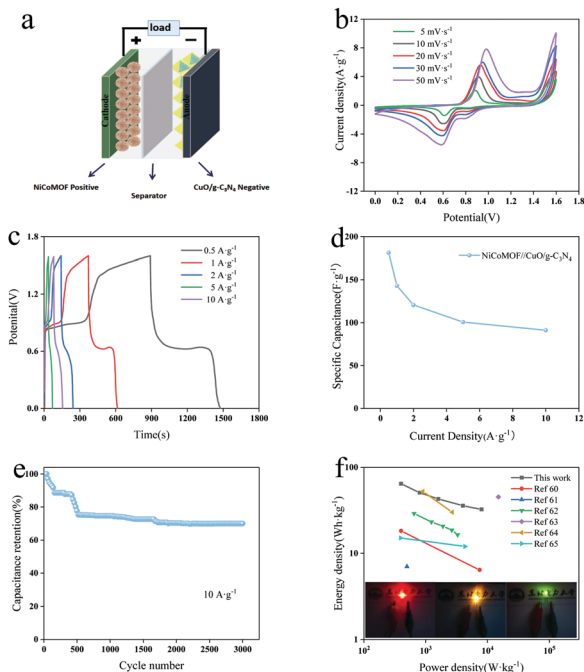 a
load
+
−
Cathode
Anode
NiCoMOF Positive
Separator
CuO/g-C₃N₄ Negative
b
5 mV·s⁻¹
10 mV·s⁻¹
20 mV·s⁻¹
30 mV·s⁻¹
50 mV·s⁻¹
Current density(A·g⁻¹)
12
8
4
0
-4
-8
-12
0.0 0.2 0.4 0.6 0.8 1.0 1.2 1.4 1.6
Potential(V)
c
0.5 A·g⁻¹
1 A·g⁻¹
2 A·g⁻¹
5 A·g⁻¹
10 A·g⁻¹
Potenital(V)
1.8
1.2
0.6
0.0
0 300 600 900 1200 1500 1800
Time(s)
d
NiCoMOF//CuO/g-C₃N₄
Specific Capacitance(F·g⁻¹)
200
150
100
50
0
0 2 4 6 8 10
Current Density(A·g⁻¹)
e
Capacitance retention(%)
100
80
60
40
20
0
10 A·g⁻¹
0 500 1000 1500 2000 2500 3000
Cycle number
f
This work
Ref 60
Ref 61
Ref 62
Ref 63
Ref 64
Ref 65
Energy density(Wh·kg⁻¹)
100
10
1
10² 10³ 10⁴ 10⁵
Power density(W·kg⁻¹)